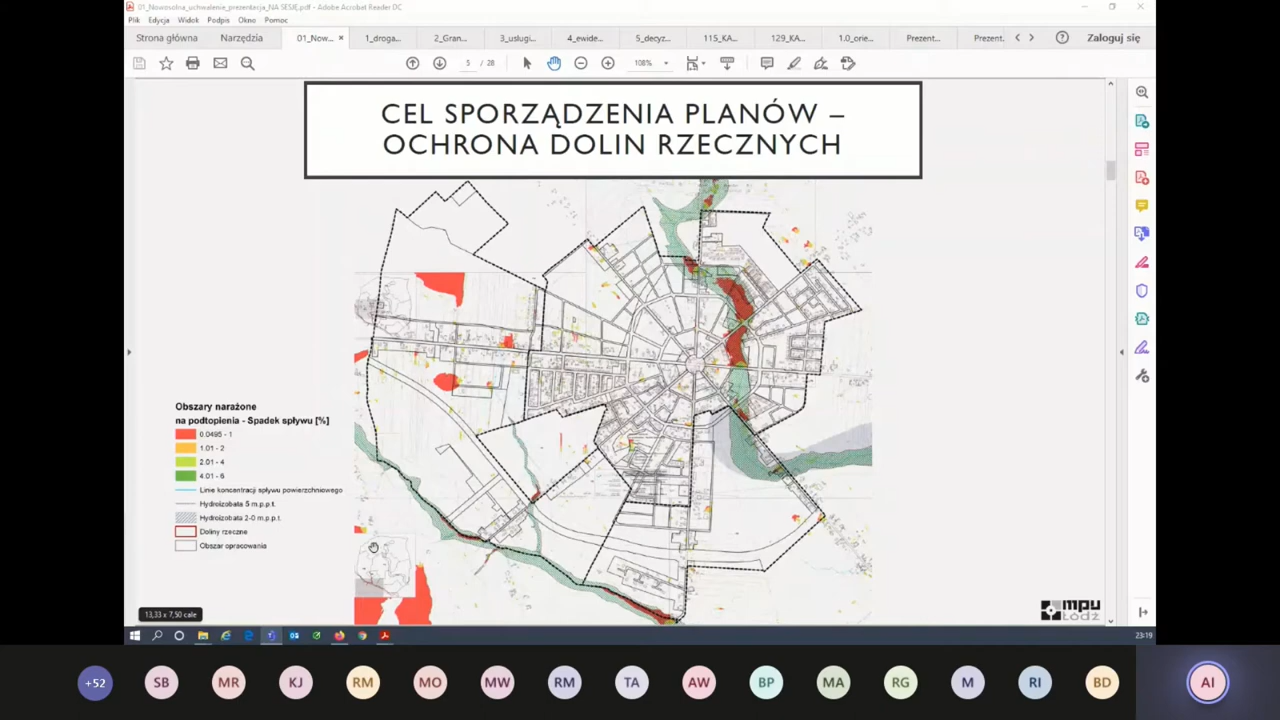 01_Nowosolna_uchwalenie_prezentacja_NA SESJĘ.pdf - Adobe Acrobat Reader DC
Plik Edycja Widok Podpis Okno Pomoc
Strona główna Narzędzia 01_Now... 1_droga... 2_Gran... 3_usługi... 4_ewide... 5_decyz... 115_KA... 129_KA... 1.0_orie... Prezent... Prezent. Zaloguj się
5 / 28 108%
CEL SPORZĄDZENIA PLANÓW –
OCHRONA DOLIN RZECZNYCH
Obszary narażone
na podtopienia - Spadek spływu [%]
0.0495 - 1
1.01 - 2
2.01 - 4
4.01 - 6
Linie koncentracji spływu powierzchniowego
Hydroizobata 5 m.p.p.t.
Hydroizobata 2-0 m.p.p.t.
Doliny rzeczne
Obszar opracowania
13,33 x 7,50 cale
mpu
Łódź
23:19
+52 SB MR KJ RM MO MW RM TA AW BP MA RG M RI BD AI